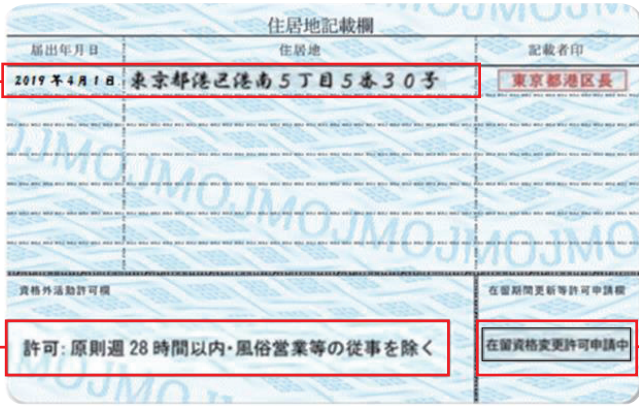 住居地記載欄
届出年月日 住居地 記載者印
2019年4月1日 東京都港区港南5丁目5番30号 東京都港区長
MOJMOJMOJMOJMOJ
資格外活動許可欄 在留期間更新等許可申請欄
許可: 原則週28時間以内・風俗営業等の従事を除く 在留資格変更許可申請中